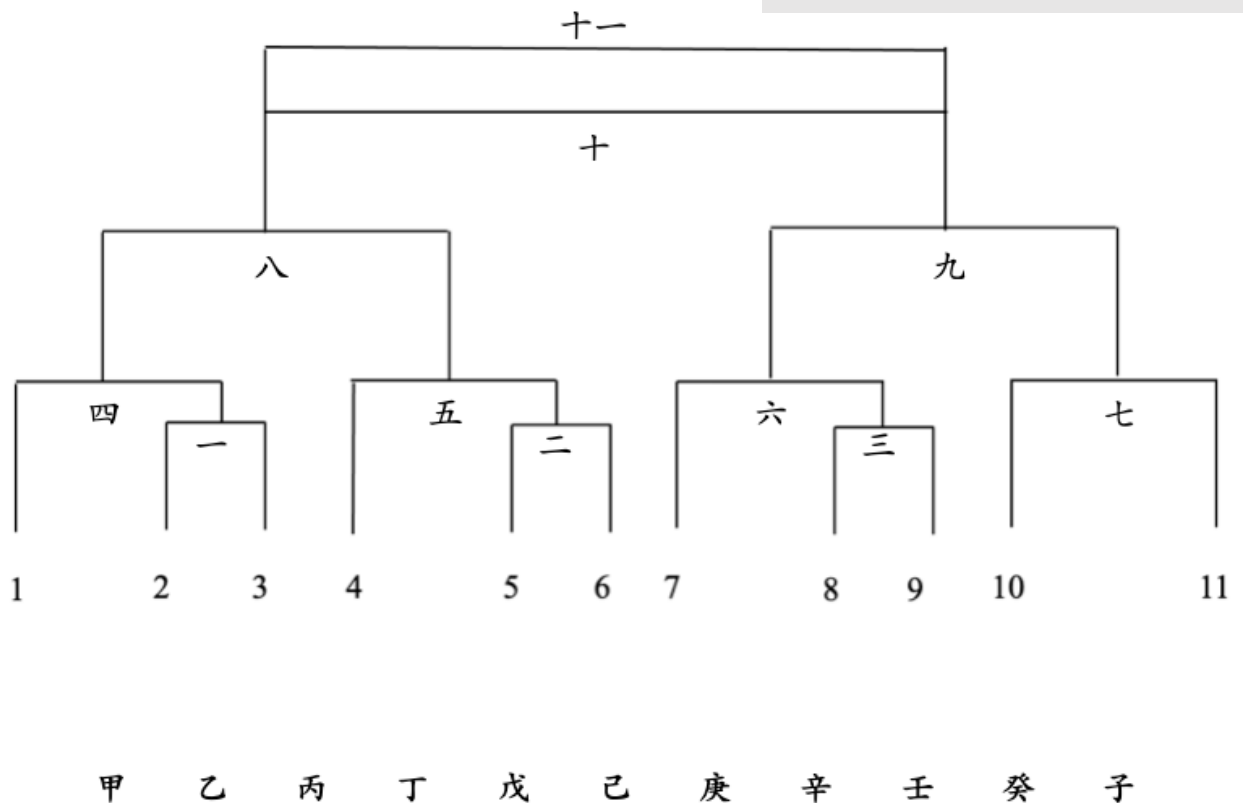 十一
十
八 九
四 五 六 七
一 二 三
1 2 3 4 5 6 7 8 9 10 11
甲 乙 丙 丁 戊 己 庚 辛 壬 癸 子